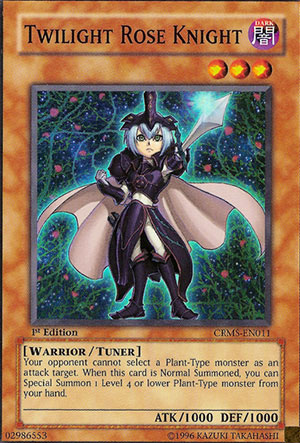 TWILIGHT ROSE KNIGHT
DARK
闇
1st Edition
CRMS-EN011
[WARRIOR / TUNER]
Your opponent cannot select a Plant-Type monster as an
attack target. When this card is Normal Summoned, you can
Special Summon 1 Level 4 or lower Plant-Type monster from
your hand.
ATK/1000 DEF/1000
02986553
©1996 KAZUKI TAKAHASHI